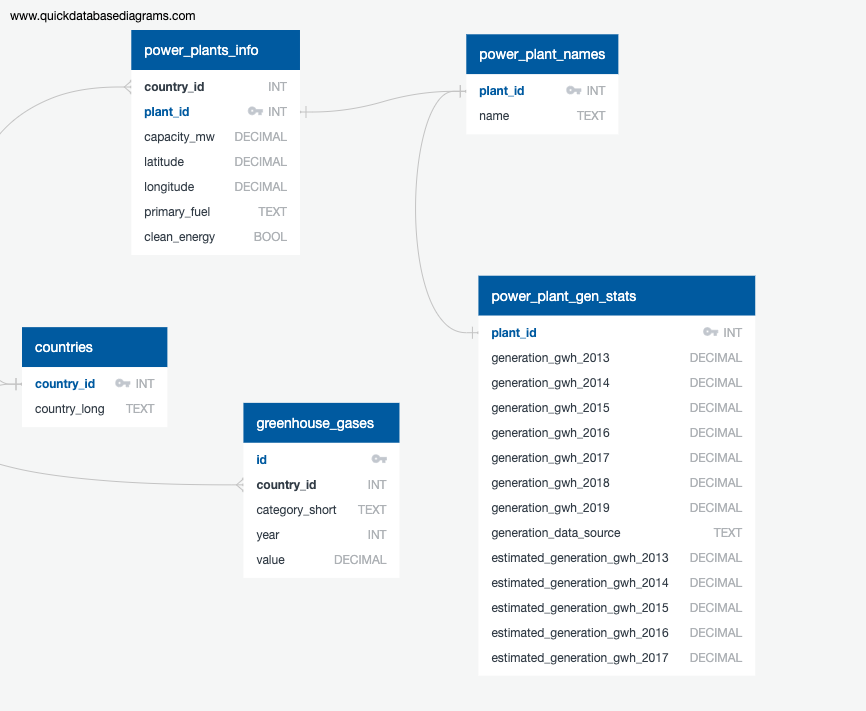 www.quickdatabasediagrams.com
power_plants_info
country_id INT
plant_id INT
capacity_mw DECIMAL
latitude DECIMAL
longitude DECIMAL
primary_fuel TEXT
clean_energy BOOL
power_plant_names
plant_id INT
name TEXT
power_plant_gen_stats
plant_id INT
generation_gwh_2013 DECIMAL
generation_gwh_2014 DECIMAL
generation_gwh_2015 DECIMAL
generation_gwh_2016 DECIMAL
generation_gwh_2017 DECIMAL
generation_gwh_2018 DECIMAL
generation_gwh_2019 DECIMAL
generation_data_source TEXT
estimated_generation_gwh_2013 DECIMAL
estimated_generation_gwh_2014 DECIMAL
estimated_generation_gwh_2015 DECIMAL
estimated_generation_gwh_2016 DECIMAL
estimated_generation_gwh_2017 DECIMAL
countries
country_id INT
country_long TEXT
greenhouse_gases
id
country_id INT
category_short TEXT
year INT
value DECIMAL